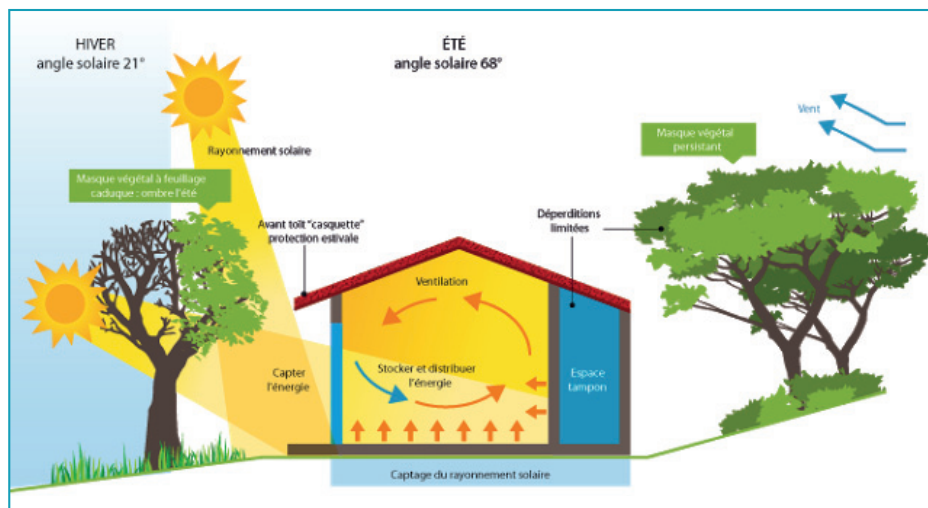 HIVER
angle solaire 21°
ÉTÉ
angle solaire 68°
Vent
Rayonnement solaire
Masque végétal
persistant
Masque végétal à feuillage
caduque : ombre l'été
Avant toît "casquette"
protection estivale
Déperditions
limitées
Ventilation
Capter
l'énergie
Stocker et distribuer
l'énergie
Espace
tampon
Captage du rayonnement solaire